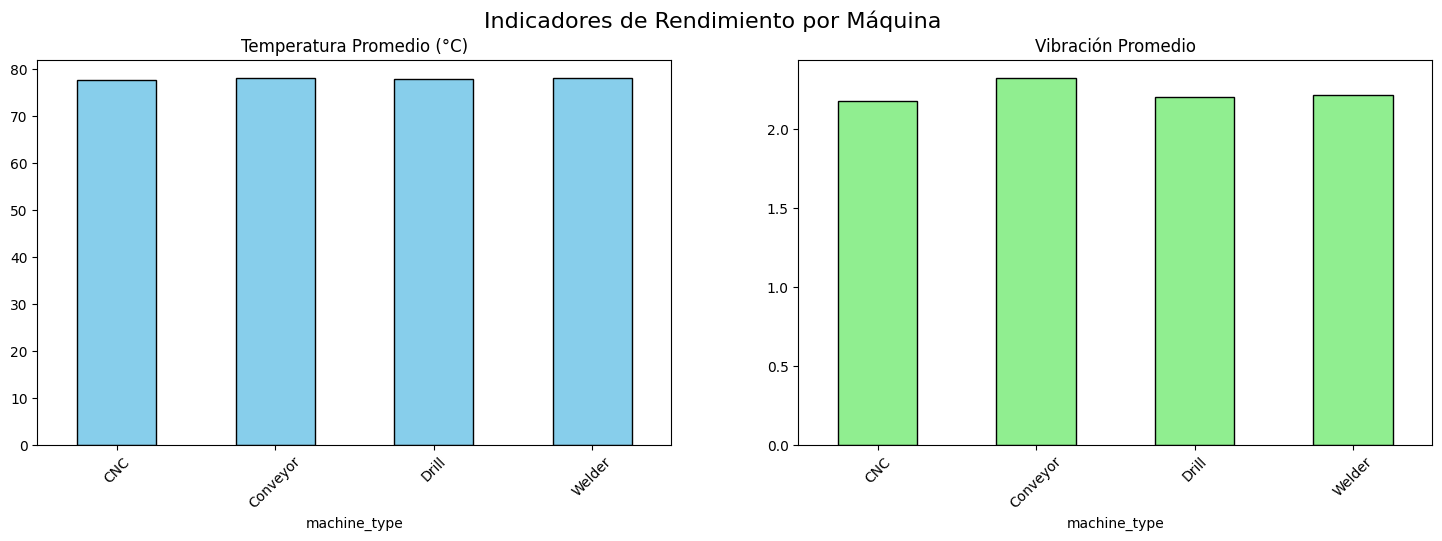 Indicadores de Rendimiento por Máquina
Temperatura Promedio (°C)
80
70
60
50
40
30
20
10
0
CNC
Conveyor
Drill
Welder
machine_type
Vibración Promedio
2.0
1.5
1.0
0.5
0.0
CNC
Conveyor
Drill
Welder
machine_type